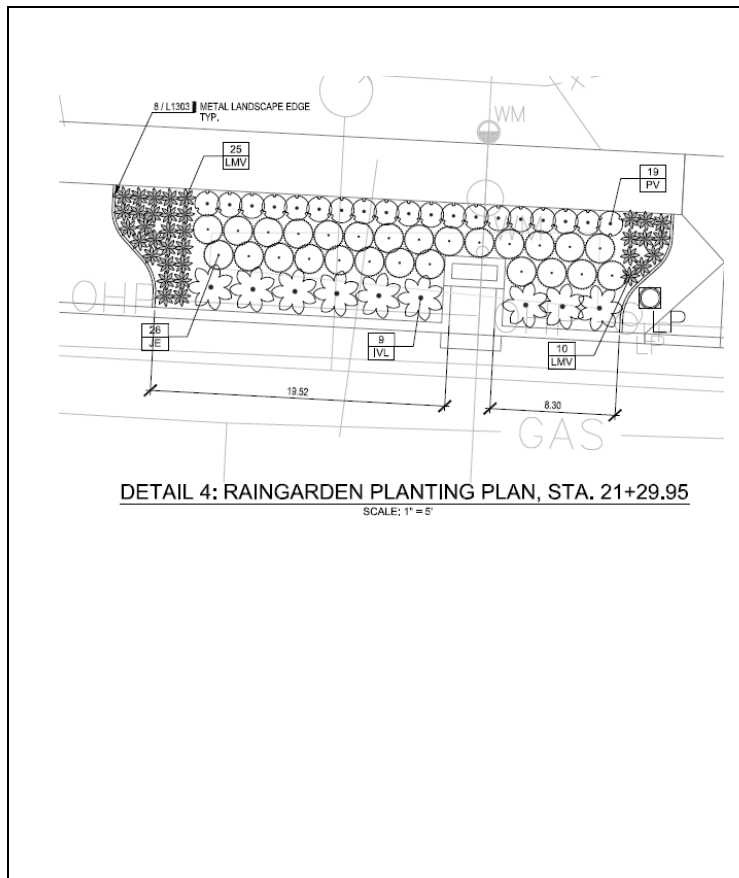 WM
8 / L1303 METAL LANDSCAPE EDGE
TYP.
25
LMV
19
PV
OHP
LP
LP
26
JE
9
IVL
10
LMV
19.52
8.30
GAS
DETAIL 4: RAINGARDEN PLANTING PLAN, STA. 21+29.95
SCALE: 1" = 5'